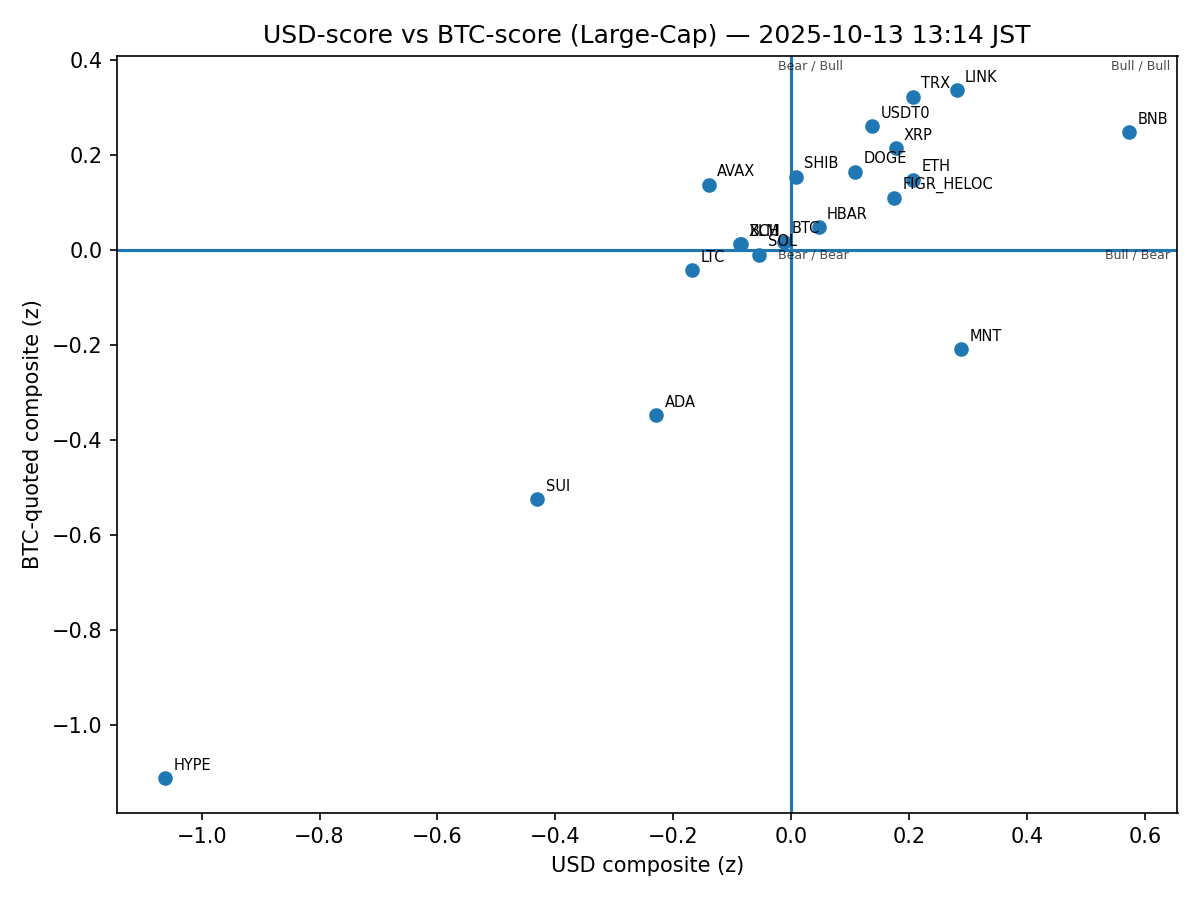 USD-score vs BTC-score (Large-Cap) — 2025-10-13 13:14 JST
Bear / Bull
Bull / Bull
TRX
LINK
USDT0
BNB
XRP
DOGE
SHIB
ETH
AVAX
FIGR_HELOC
HBAR
BTC
XLM
BCH
SOL
LTC
Bear / Bear
Bull / Bear
MNT
ADA
SUI
HYPE
0.4
0.2
0.0
−0.2
−0.4
−0.6
−0.8
−1.0
BTC-quoted composite (z)
−1.0
−0.8
−0.6
−0.4
−0.2
0.0
0.2
0.4
0.6
USD composite (z)